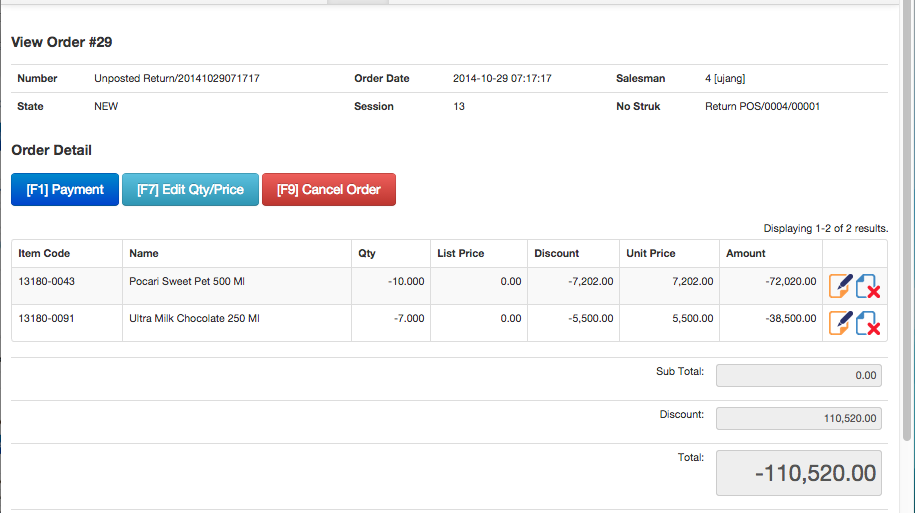 View Order #29
Number Unposted Return/20141029071717 Order Date 2014-10-29 07:17:17 Salesman 4 [ujang]
State NEW Session 13 No Struk Return POS/0004/00001
Order Detail
[F1] Payment [F7] Edit Qty/Price [F9] Cancel Order
Displaying 1-2 of 2 results.
Item Code Name Qty List Price Discount Unit Price Amount
13180-0043 Pocari Sweet Pet 500 Ml -10.000 0.00 -7,202.00 7,202.00 -72,020.00
13180-0091 Ultra Milk Chocolate 250 Ml -7.000 0.00 -5,500.00 5,500.00 -38,500.00
Sub Total: 0.00
Discount: 110,520.00
Total: -110,520.00